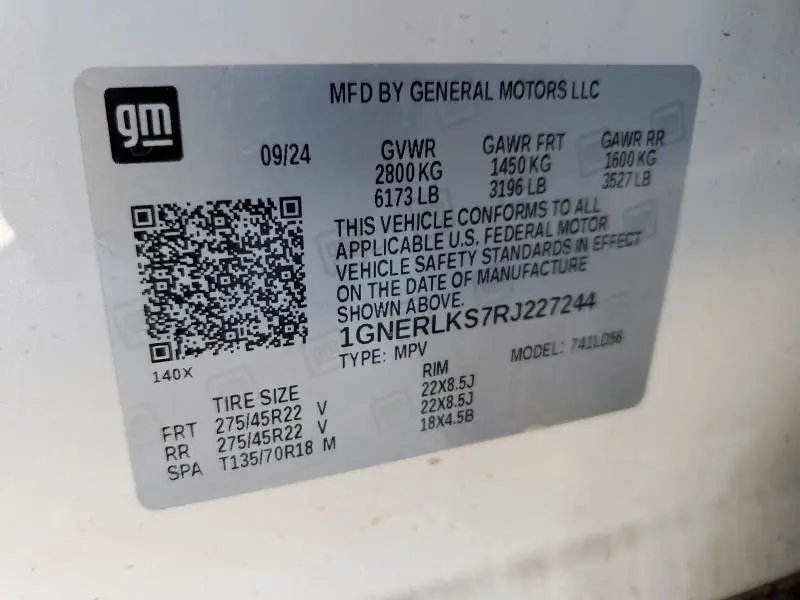 gm
MFD BY GENERAL MOTORS LLC
09/24 GVWR GAWR FRT GAWR RR
2800 KG 1450 KG 1600 KG
6173 LB 3196 LB 3527 LB
THIS VEHICLE CONFORMS TO ALL
APPLICABLE U.S. FEDERAL MOTOR
VEHICLE SAFETY STANDARDS IN EFFECT
ON THE DATE OF MANUFACTURE
SHOWN ABOVE.
1GNERLKS7RJ227244
140X
TYPE: MPV MODEL: 741LD56
TIRE SIZE RIM
FRT 275/45R22 V 22X8.5J
RR 275/45R22 V 22X8.5J
SPA T135/70R18 M 18X4.5B